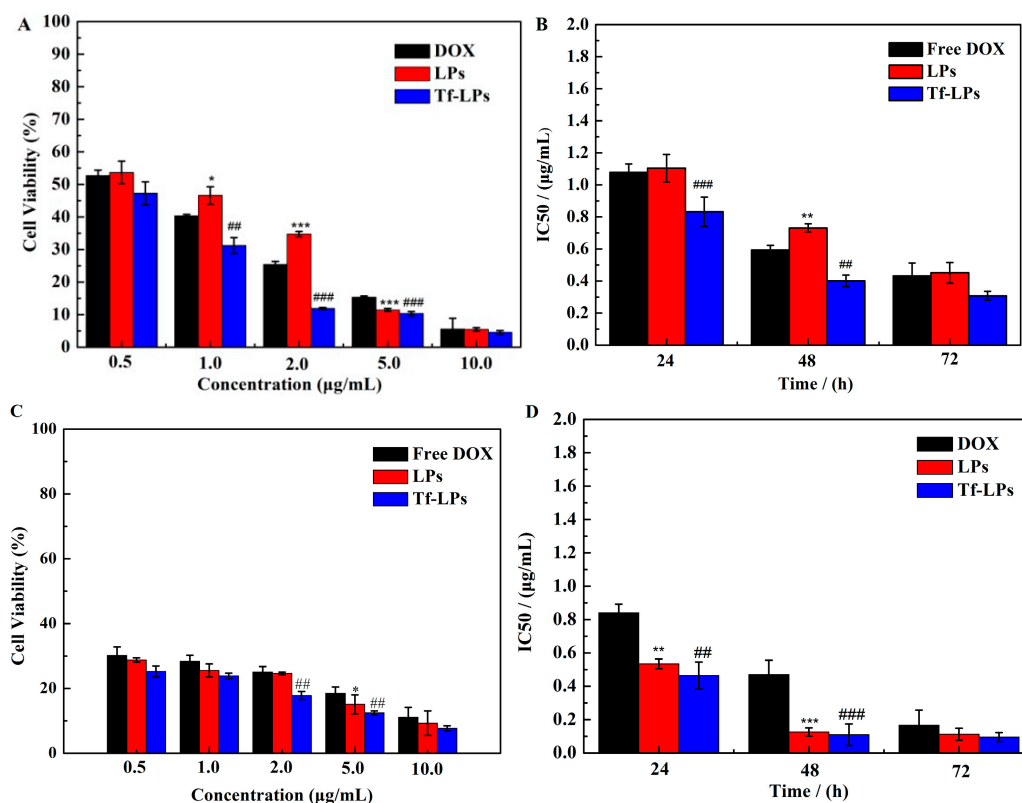 A
100
90
80
70
60
50
40
30
20
10
0
Cell Viability (%)
DOX
LPs
Tf-LPs
*
##
***
###
*** ###
0.5 1.0 2.0 5.0 10.0
Concentration (μg/mL)
B
2.0
1.8
1.6
1.4
1.2
1.0
0.8
0.6
0.4
0.2
0.0
IC50 / (μg/mL)
Free DOX
LPs
Tf-LPs
###
**
##
24 48 72
Time / (h)
C
100
80
60
40
20
0
Cell Viability (%)
Free DOX
LPs
Tf-LPs
##
* ##
0.5 1.0 2.0 5.0 10.0
Concentration (μg/mL)
D
2.0
1.8
1.6
1.4
1.2
1.0
0.8
0.6
0.4
0.2
0.0
IC50 / (μg/mL)
DOX
LPs
Tf-LPs
** ##
*** ###
24 48 72
Time / (h)